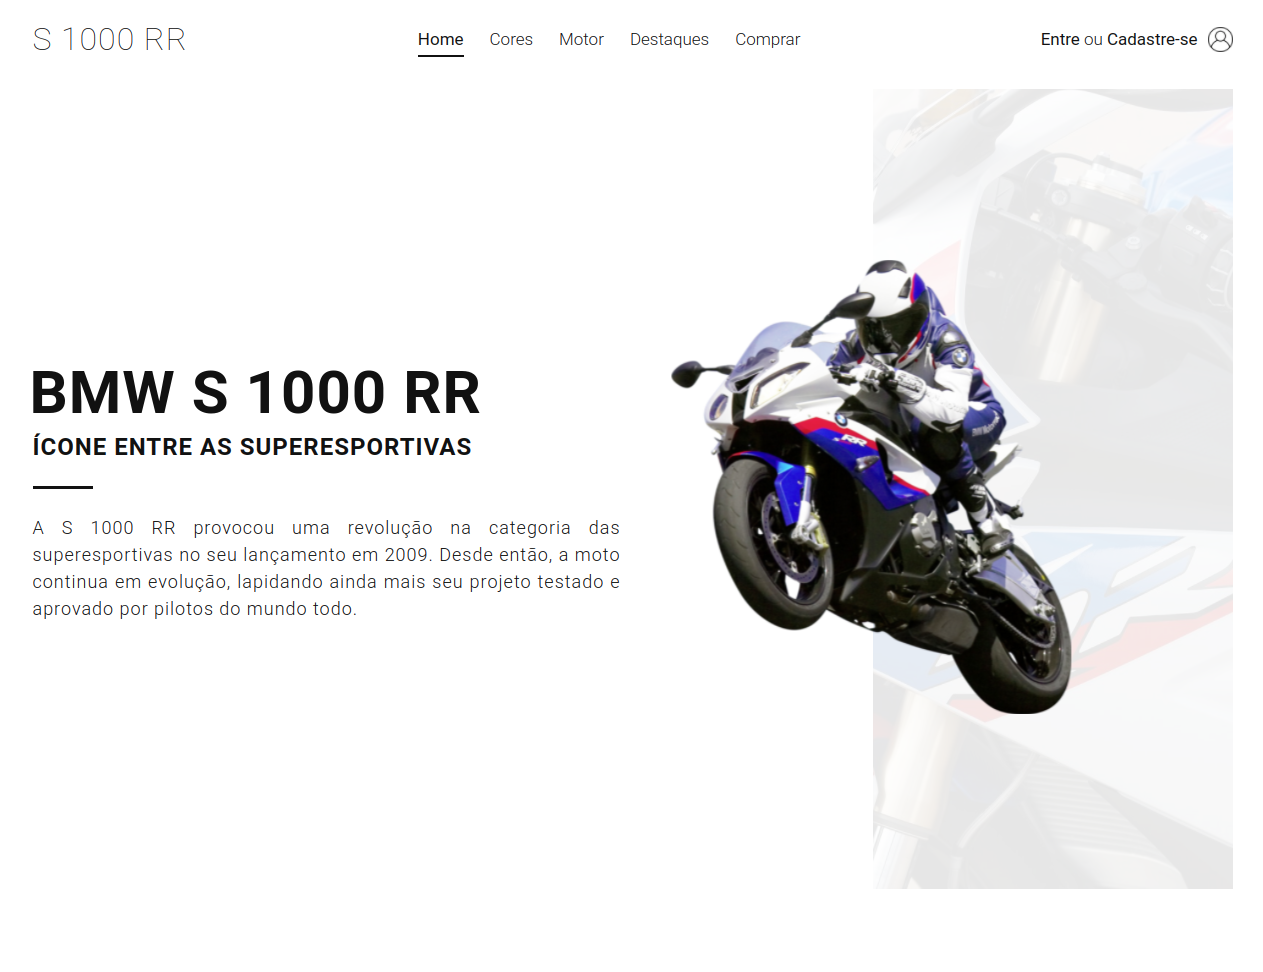 S 1000 RR
Home Cores Motor Destaques Comprar
Entre ou Cadastre-se
BMW S 1000 RR
ÍCONE ENTRE AS SUPERESPORTIVAS
A S 1000 RR provocou uma revolução na categoria das
superesportivas no seu lançamento em 2009. Desde então, a moto
continua em evolução, lapidando ainda mais seu projeto testado e
aprovado por pilotos do mundo todo.
RR